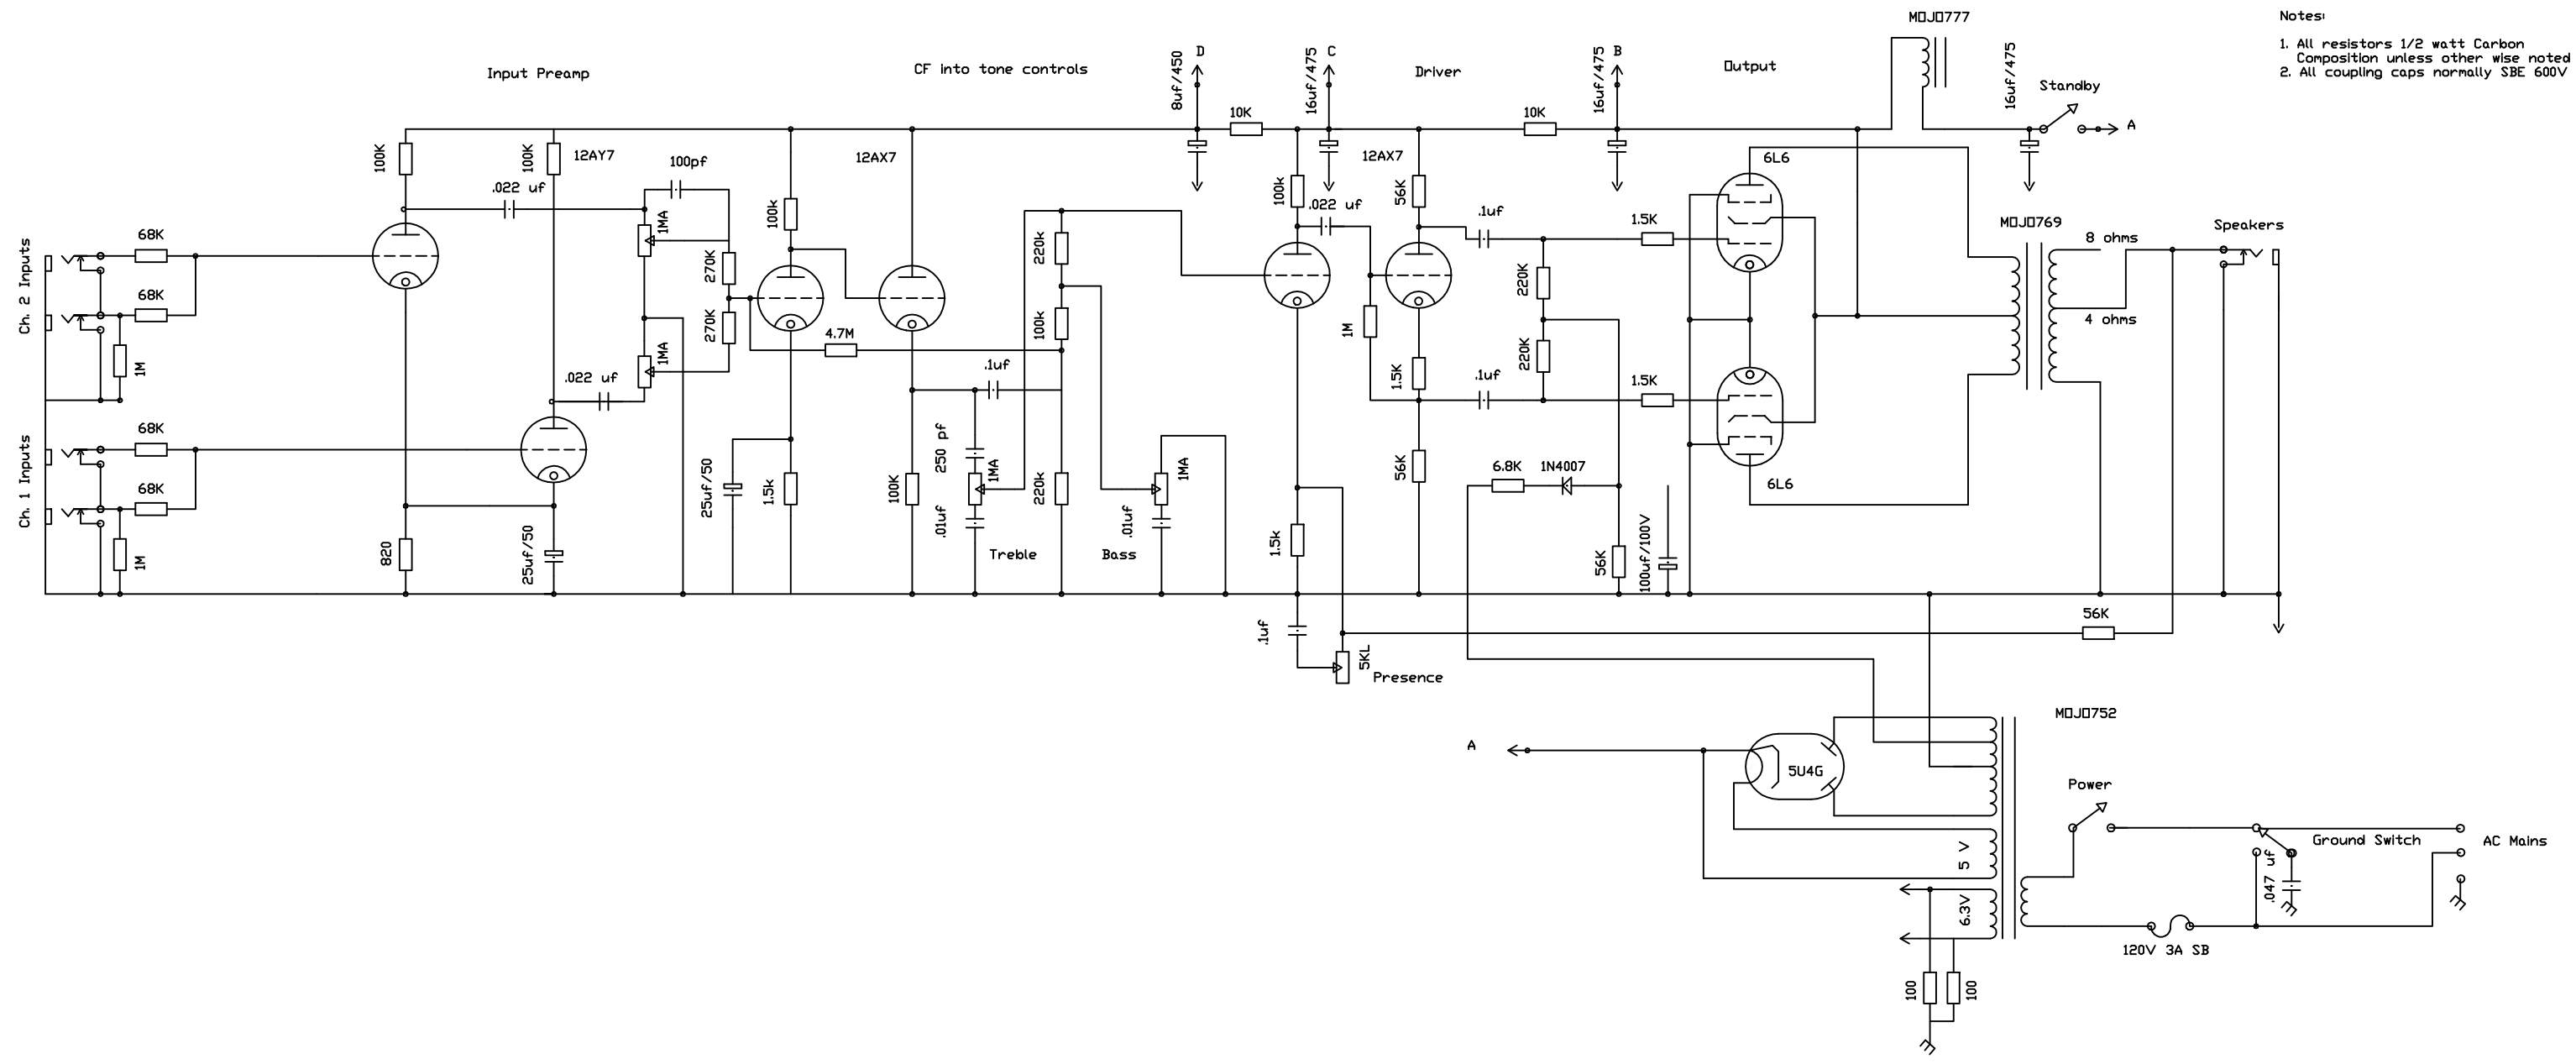 MOJO777
Notes:
1. All resistors 1/2 watt Carbon
Composition unless other wise noted
2. All coupling caps normally SBE 600V
Input Preamp
CF into tone controls
8uf/450
D
16uf/475
C
Driver
16uf/475
B
Output
16uf/475
Standby
A
10K
10K
100K
100K
12AY7
100pf
12AX7
12AX7
6L6
.022 uf
1MA
100k
100k
.022 uf
56K
.1uf
1.5K
MOJO769
Speakers
8 ohms
4 ohms
Ch. 2 Inputs
68K
68K
1M
270K
270K
4.7M
220k
100k
1M
220K
220K
1.5K
.1uf
1.5K
.022 uf
1MA
.1uf
Ch. 1 Inputs
68K
68K
1M
820
25uf/50
25uf/50
1.5k
100K
250 pf
1MA
.01uf
Treble
220k
Bass
.01uf
1MA
1.5k
56K
6.8K
1N4007
56K
100uf/100V
6L6
.1uf
5KL
Presence
56K
MOJO752
A
5U4G
5 V
6.3V
Power
Ground Switch
AC Mains
.047 uf
120V 3A SB
100
100